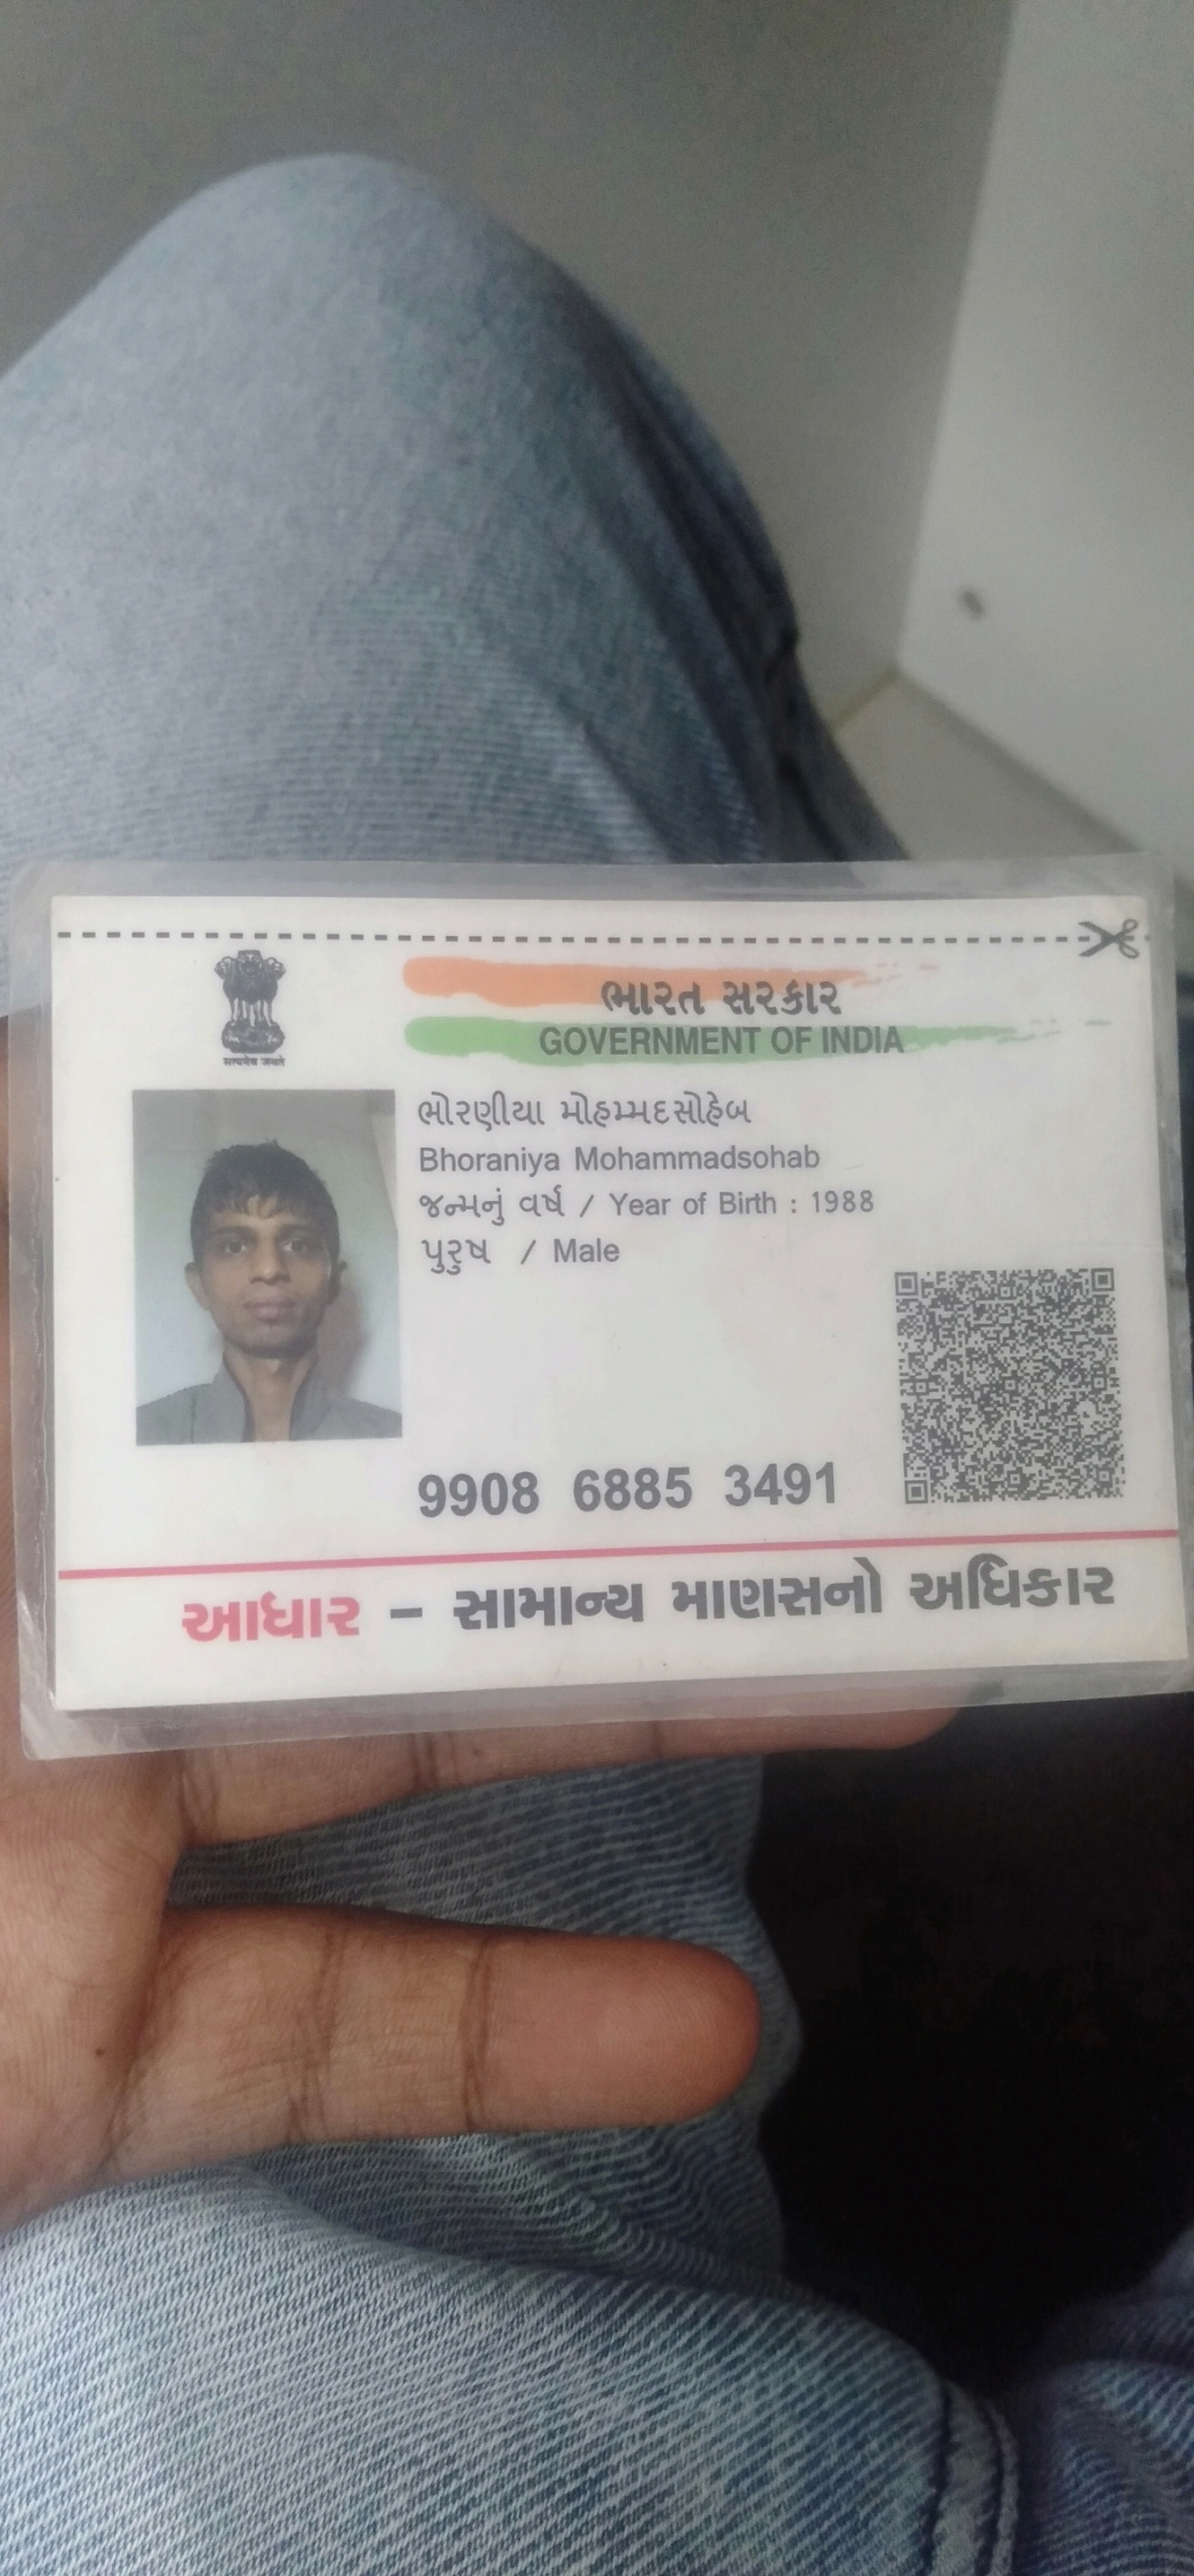 सत्यमेव जयते
ભારત સરકાર
GOVERNMENT OF INDIA
ભોરણીયા મોહમ્મદસોહેબ
Bhoraniya Mohammadsohab
જન્મનું વર્ષ / Year of Birth : 1988
પુરુષ / Male
9908 6885 3491
આધાર – સામાન્ય માણસનો અધિકાર